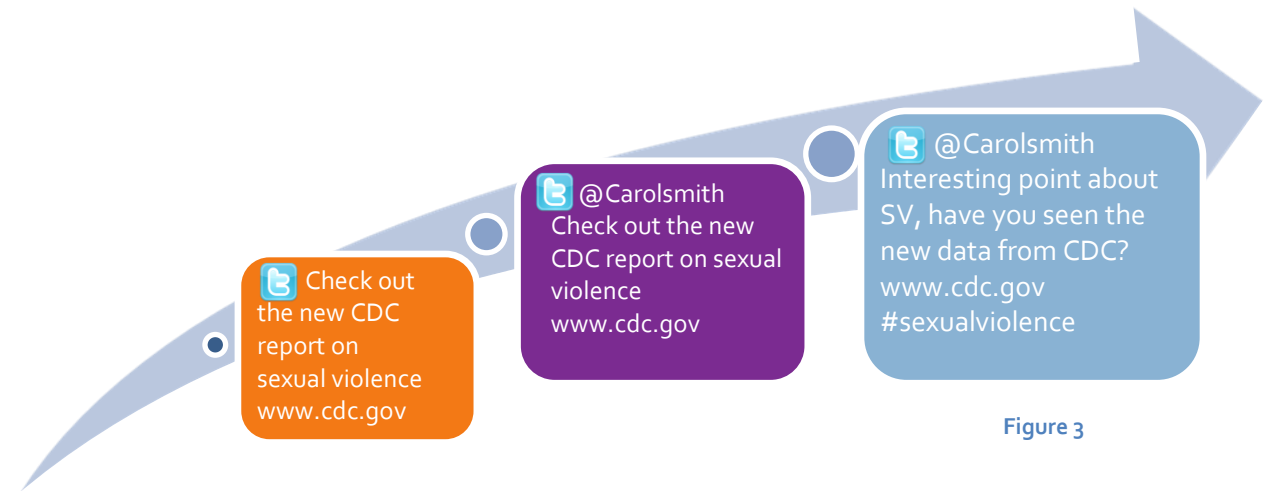 Check out
the new CDC
report on
sexual violence
www.cdc.gov
@Carolsmith
Check out the new
CDC report on sexual
violence
www.cdc.gov
@Carolsmith
Interesting point about
SV, have you seen the
new data from CDC?
www.cdc.gov
#sexualviolence
Figure 3